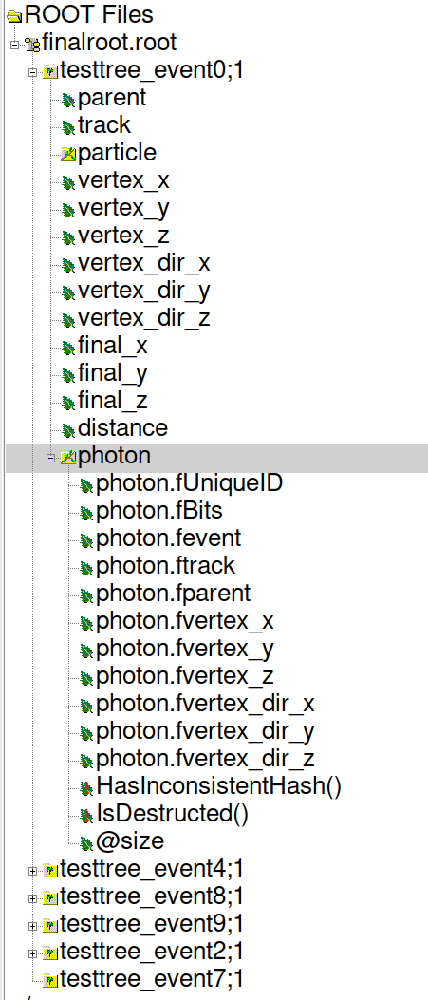 ROOT Files
finalroot.root
testtree_event0;1
parent
track
particle
vertex_x
vertex_y
vertex_z
vertex_dir_x
vertex_dir_y
vertex_dir_z
final_x
final_y
final_z
distance
photon
photon.fUniqueID
photon.fBits
photon.fevent
photon.ftrack
photon.fparent
photon.fvertex_x
photon.fvertex_y
photon.fvertex_z
photon.fvertex_dir_x
photon.fvertex_dir_y
photon.fvertex_dir_z
HasInconsistentHash()
IsDestructed()
@size
testtree_event4;1
testtree_event8;1
testtree_event9;1
testtree_event2;1
testtree_event7;1